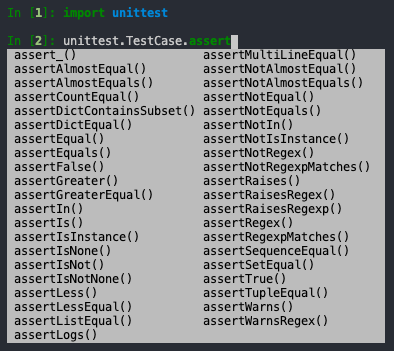 In [1]: import unittest
In [2]: unittest.TestCase.assert
assert_() assertMultiLineEqual()
assertAlmostEqual() assertNotAlmostEqual()
assertAlmostEquals() assertNotAlmostEquals()
assertCountEqual() assertNotEqual()
assertDictContainsSubset() assertNotEquals()
assertDictEqual() assertNotIn()
assertEqual() assertNotIsInstance()
assertEquals() assertNotRegex()
assertFalse() assertNotRegexpMatches()
assertGreater() assertRaises()
assertGreaterEqual() assertRaisesRegex()
assertIn() assertRaisesRegexp()
assertIs() assertRegex()
assertIsInstance() assertRegexpMatches()
assertIsNone() assertSequenceEqual()
assertIsNot() assertSetEqual()
assertIsNotNone() assertTrue()
assertLess() assertTupleEqual()
assertLessEqual() assertWarns()
assertListEqual() assertWarnsRegex()
assertLogs()